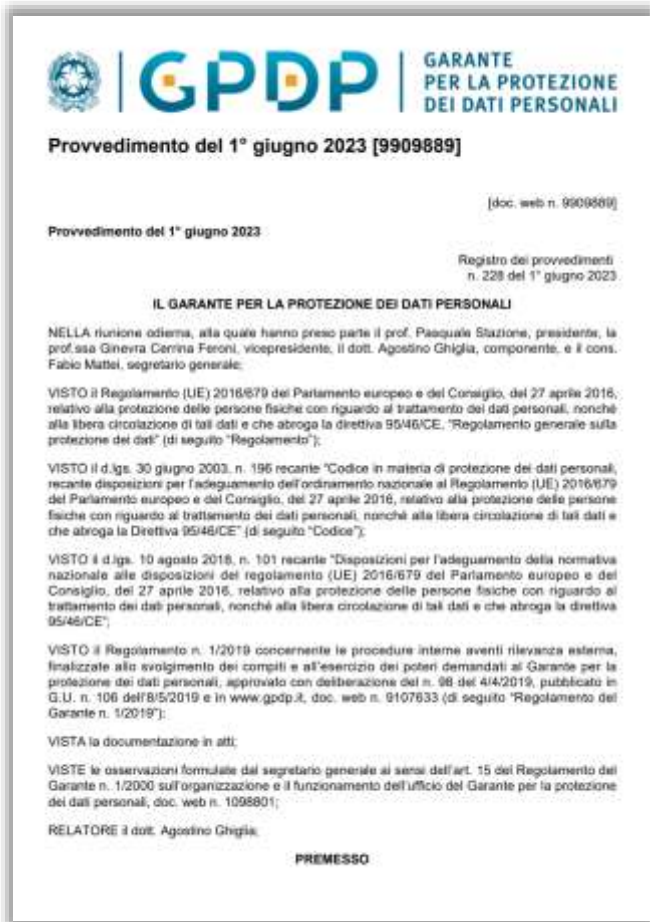 GPDP
GARANTE
PER LA PROTEZIONE
DEI DATI PERSONALI
Provvedimento del 1° giugno 2023 [9909889]
[doc. web n. 9909889]
Provvedimento del 1° giugno 2023
Registro dei provvedimenti
n. 228 del 1° giugno 2023
IL GARANTE PER LA PROTEZIONE DEI DATI PERSONALI
NELLA riunione odierna, alla quale hanno preso parte il prof. Pasquale Stazione, presidente, la
prof.ssa Ginevra Cerrina Feroni, vicepresidente, il dott. Agostino Ghiglia, componente, e il cons.
Fabio Mattei, segretario generale;
VISTO il Regolamento (UE) 2016/679 del Parlamento europeo e del Consiglio, del 27 aprile 2016,
relativo alla protezione delle persone fisiche con riguardo al trattamento dei dati personali, nonché
alla libera circolazione di tali dati e che abroga la direttiva 95/46/CE, "Regolamento generale sulla
protezione dei dati" (di seguito "Regolamento");
VISTO il d.lgs. 30 giugno 2003, n. 196 recante "Codice in materia di protezione dei dati personali,
recante disposizioni per l'adeguamento dell'ordinamento nazionale al Regolamento (UE) 2016/679
del Parlamento europeo e del Consiglio, del 27 aprile 2016, relativo alla protezione delle persone
fisiche con riguardo al trattamento dei dati personali, nonché alla libera circolazione di tali dati e
che abroga la Direttiva 95/46/CE" (di seguito "Codice");
VISTO il d.lgs. 10 agosto 2018, n. 101 recante "Disposizioni per l'adeguamento della normativa
nazionale alle disposizioni del regolamento (UE) 2016/679 del Parlamento europeo e del
Consiglio, del 27 aprile 2016, relativo alla protezione delle persone fisiche con riguardo al
trattamento dei dati personali, nonché alla libera circolazione di tali dati e che abroga la direttiva
95/46/CE";
VISTO il Regolamento n. 1/2019 concernente le procedure interne aventi rilevanza esterna,
finalizzate allo svolgimento dei compiti e all'esercizio dei poteri demandati al Garante per la
protezione dei dati personali, approvato con deliberazione del n. 98 del 4/4/2019, pubblicato in
G.U. n. 106 dell'8/5/2019 e in www.gpdp.it, doc. web n. 9107633 (di seguito "Regolamento del
Garante n. 1/2019");
VISTA la documentazione in atti;
VISTE le osservazioni formulate dal segretario generale ai sensi dell'art. 15 del Regolamento del
Garante n. 1/2000 sull'organizzazione e il funzionamento dell'ufficio del Garante per la protezione
dei dati personali, doc. web n. 1098801;
RELATORE il dott. Agostino Ghiglia;
PREMESSO